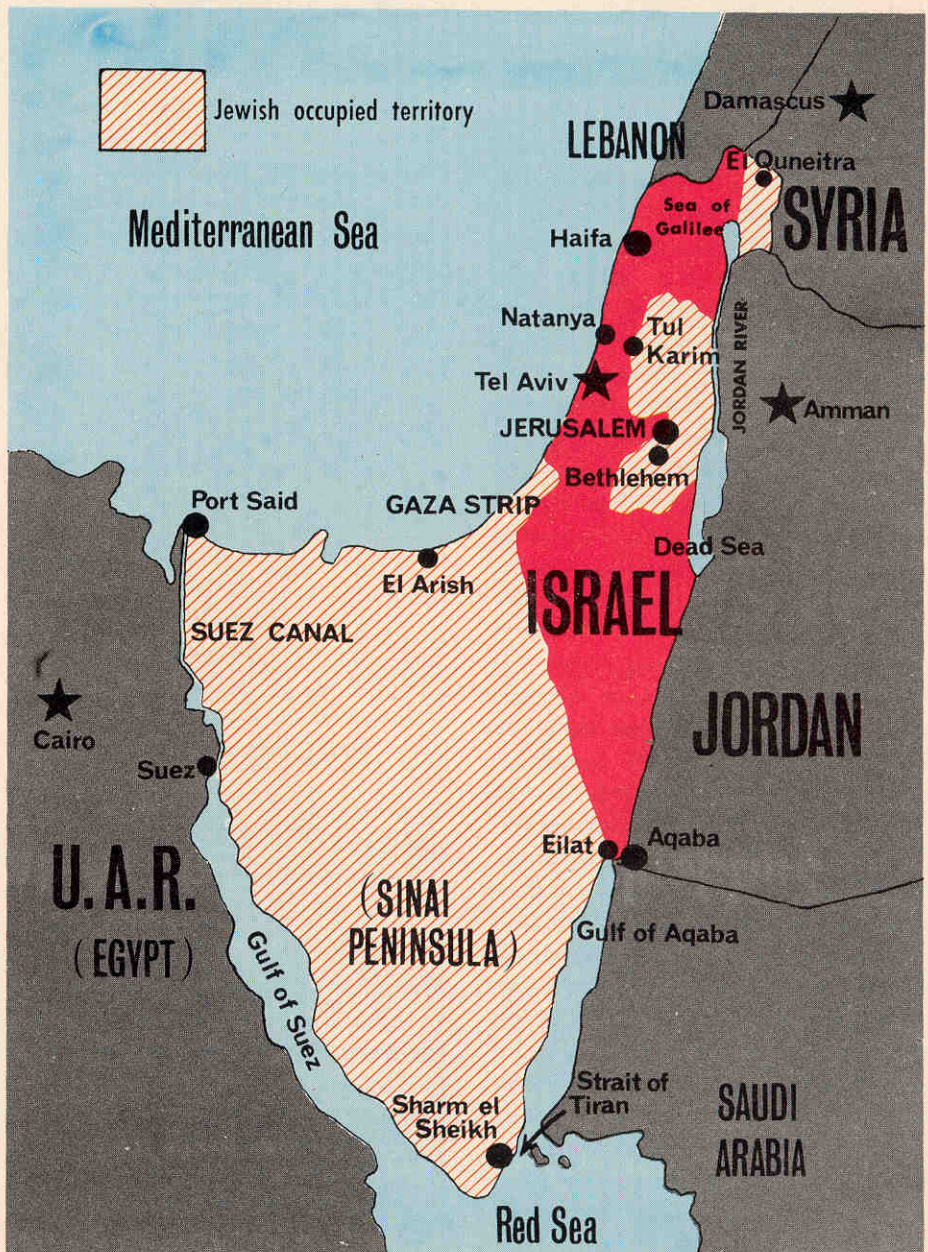 Jewish occupied territory
Damascus
LEBANON
El Quneitra
Mediterranean Sea
Sea of
Galilee
SYRIA
Haifa
Natanya
Tul
Karim
JORDAN RIVER
Tel Aviv
Amman
JERUSALEM
Bethlehem
Port Said
GAZA STRIP
El Arish
Dead Sea
ISRAEL
SUEZ CANAL
Cairo
JORDAN
Suez
Eilat
Aqaba
U.A.R.
(EGYPT)
(SINAI
PENINSULA)
Gulf of Aqaba
Gulf of Suez
Strait of
Tiran
Sharm el
Sheikh
SAUDI
ARABIA
Red Sea